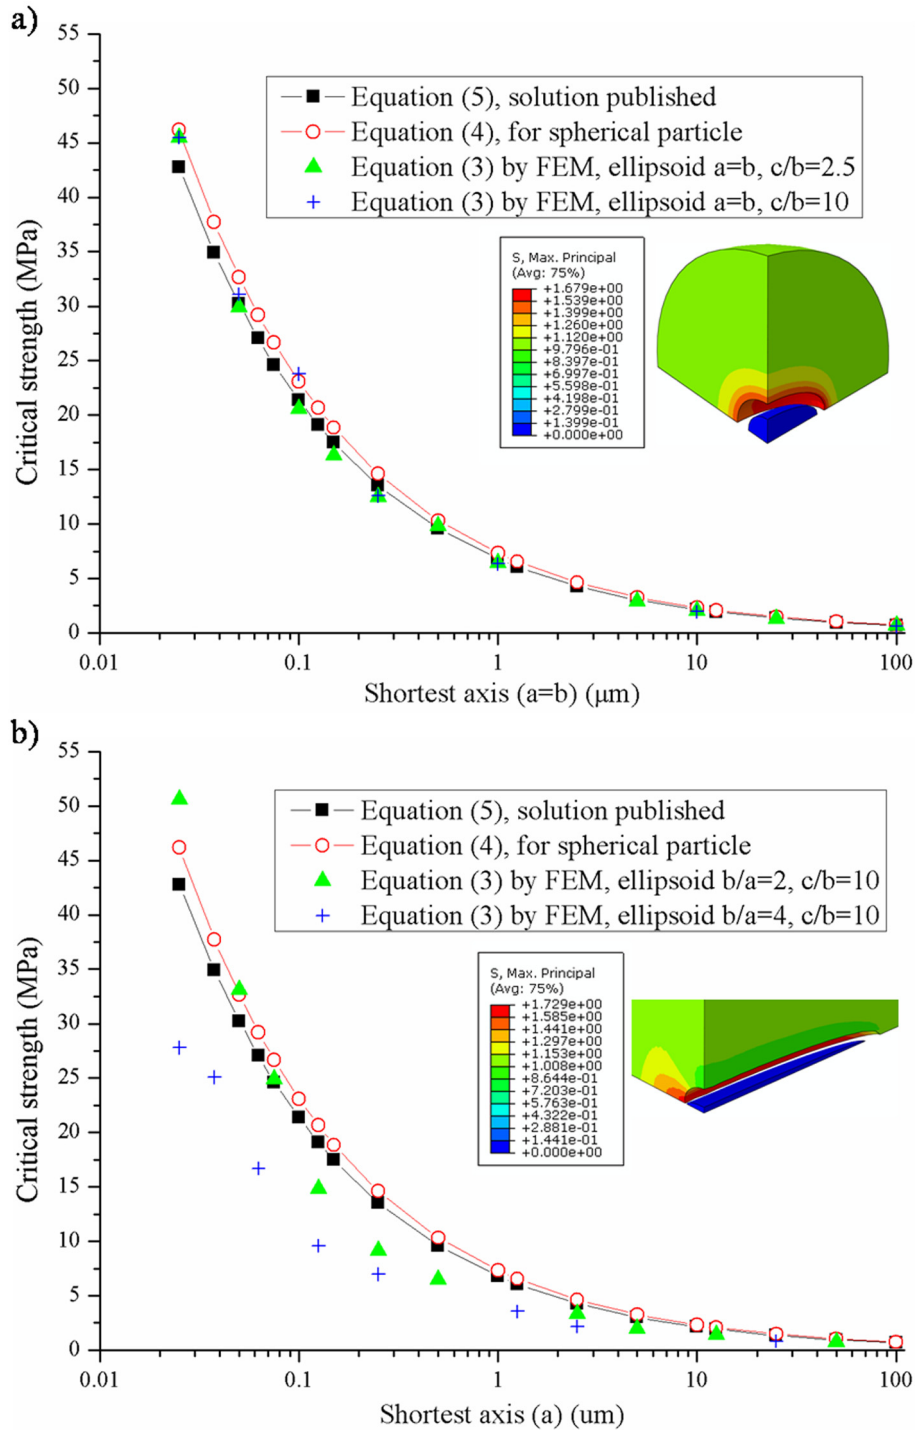 a)
55
50
45
40
35
30
25
20
15
10
5
0
Critical strength (MPa)
Equation (5), solution published
Equation (4), for spherical particle
Equation (3) by FEM, ellipsoid a=b, c/b=2.5
Equation (3) by FEM, ellipsoid a=b, c/b=10
S, Max. Principal
(Avg: 75%)
+1.679e+00
+1.539e+00
+1.399e+00
+1.260e+00
+1.120e+00
+9.796e-01
+8.397e-01
+6.997e-01
+5.598e-01
+4.198e-01
+2.799e-01
+1.399e-01
+0.000e+00
0.01 0.1 1 10 100
Shortest axis (a=b) (μm)
b)
55
50
45
40
35
30
25
20
15
10
5
0
Critical strength (MPa)
Equation (5), solution published
Equation (4), for spherical particle
Equation (3) by FEM, ellipsoid b/a=2, c/b=10
Equation (3) by FEM, ellipsoid b/a=4, c/b=10
S, Max. Principal
(Avg: 75%)
+1.729e+00
+1.585e+00
+1.441e+00
+1.297e+00
+1.153e+00
+1.008e+00
+8.644e-01
+7.203e-01
+5.763e-01
+4.322e-01
+2.881e-01
+1.441e-01
+0.000e+00
0.01 0.1 1 10 100
Shortest axis (a) (um)